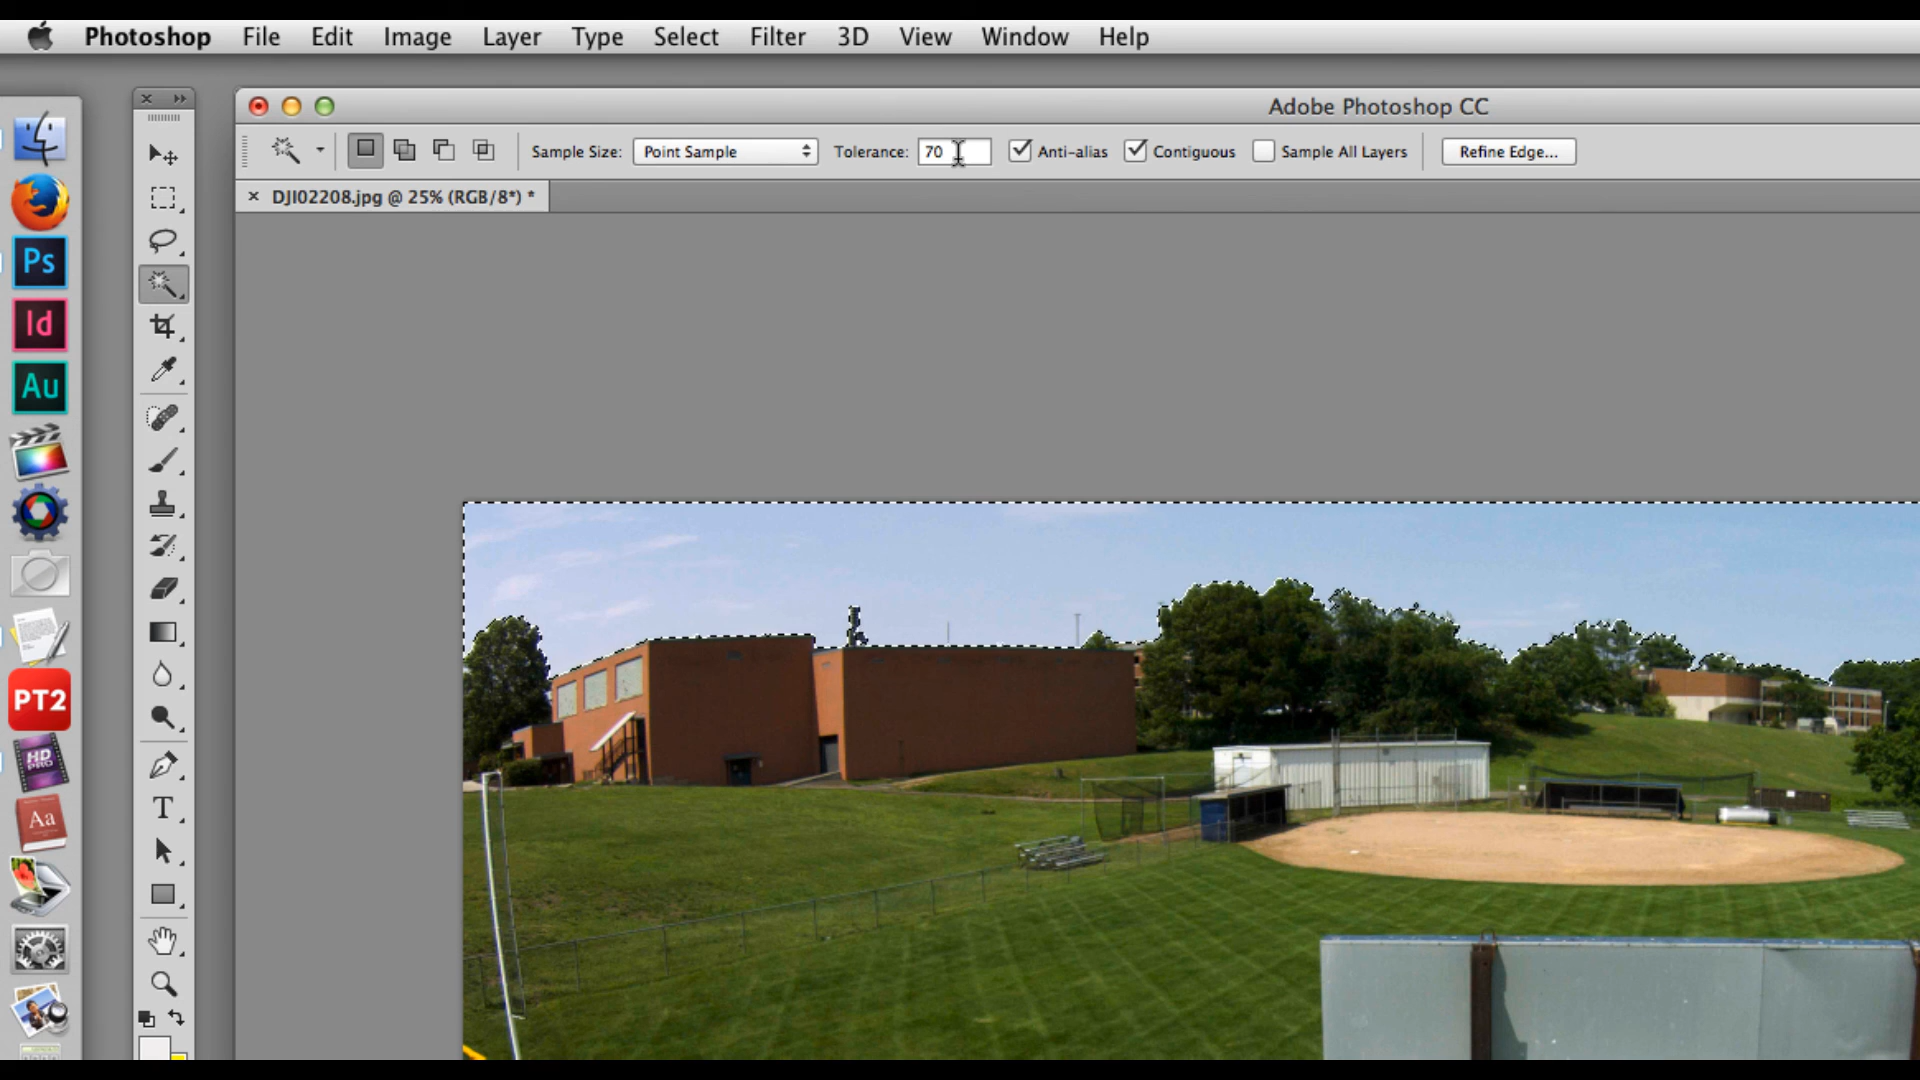 Photoshop File Edit Image Layer Type Select Filter 3D View Window Help
Adobe Photoshop CC
Sample Size: Point Sample Tolerance: 70 Anti-alias Contiguous Sample All Layers Refine Edge...
× DJI02208.jpg @ 25% (RGB/8*) *
Ps
Id
Au
PT2
HD
PRO
Aa
T